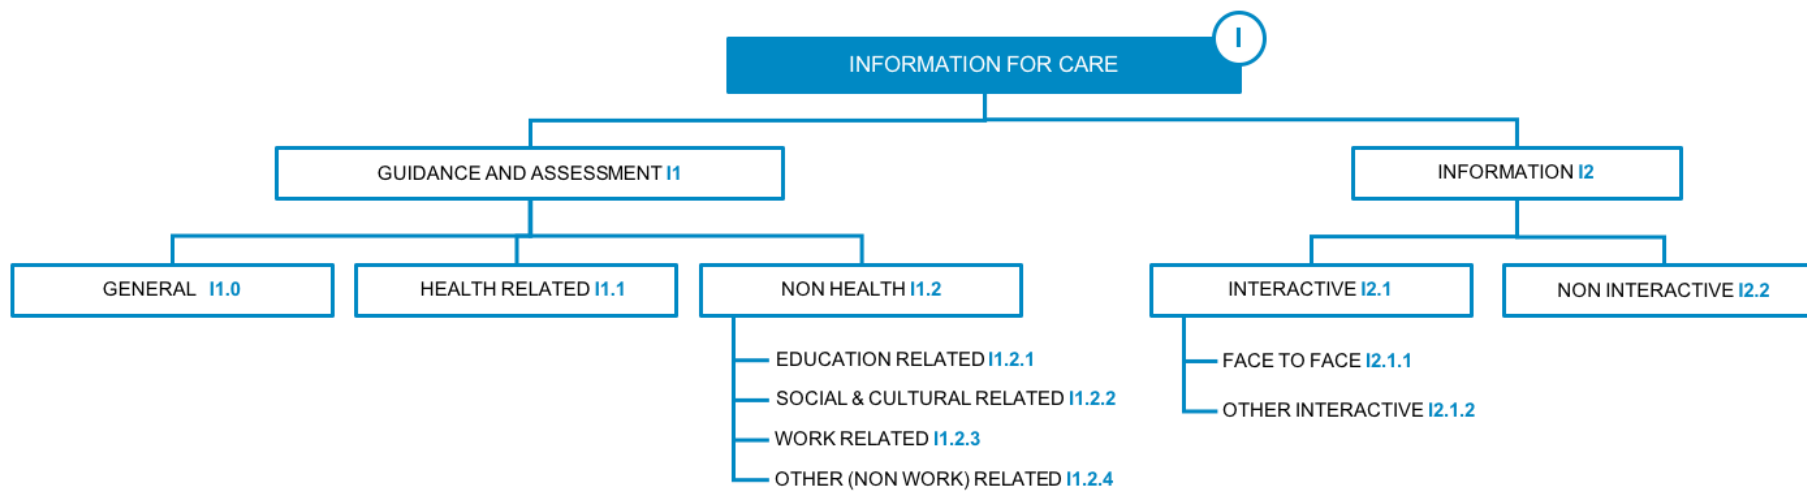 I
INFORMATION FOR CARE
GUIDANCE AND ASSESSMENT I1
INFORMATION I2
GENERAL I1.0
HEALTH RELATED I1.1
NON HEALTH I1.2
INTERACTIVE I2.1
NON INTERACTIVE I2.2
EDUCATION RELATED I1.2.1
SOCIAL & CULTURAL RELATED I1.2.2
WORK RELATED I1.2.3
OTHER (NON WORK) RELATED I1.2.4
FACE TO FACE I2.1.1
OTHER INTERACTIVE I2.1.2